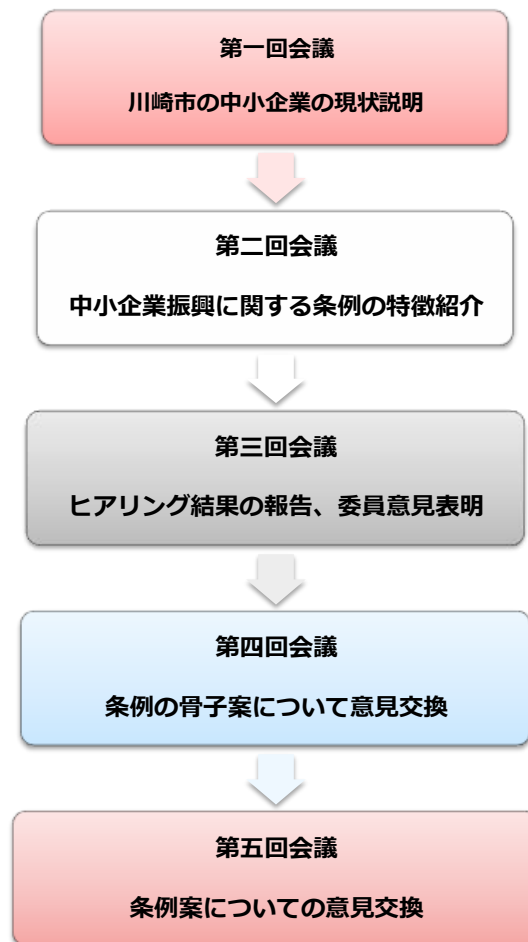 第一回会議
川崎市の中小企業の現状説明
第二回会議
中小企業振興に関する条例の特徴紹介
第三回会議
ヒアリング結果の報告、委員意見表明
第四回会議
条例の骨子案について意見交換
第五回会議
条例案についての意見交換